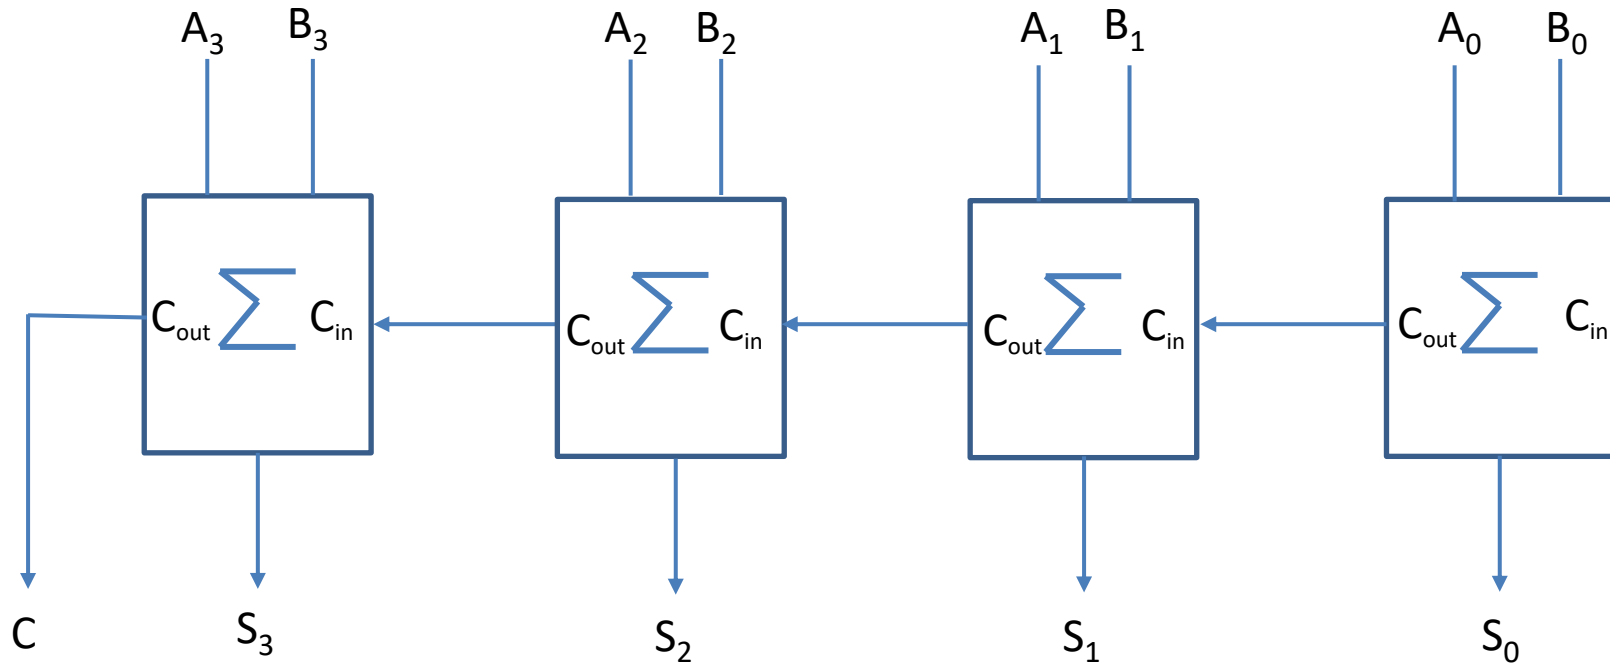 A₃ B₃ A₂ B₂ A₁ B₁ A₀ B₀
Cout Cin Cout Cin Cout Cin Cout Cin
C S₃ S₂ S₁ S₀